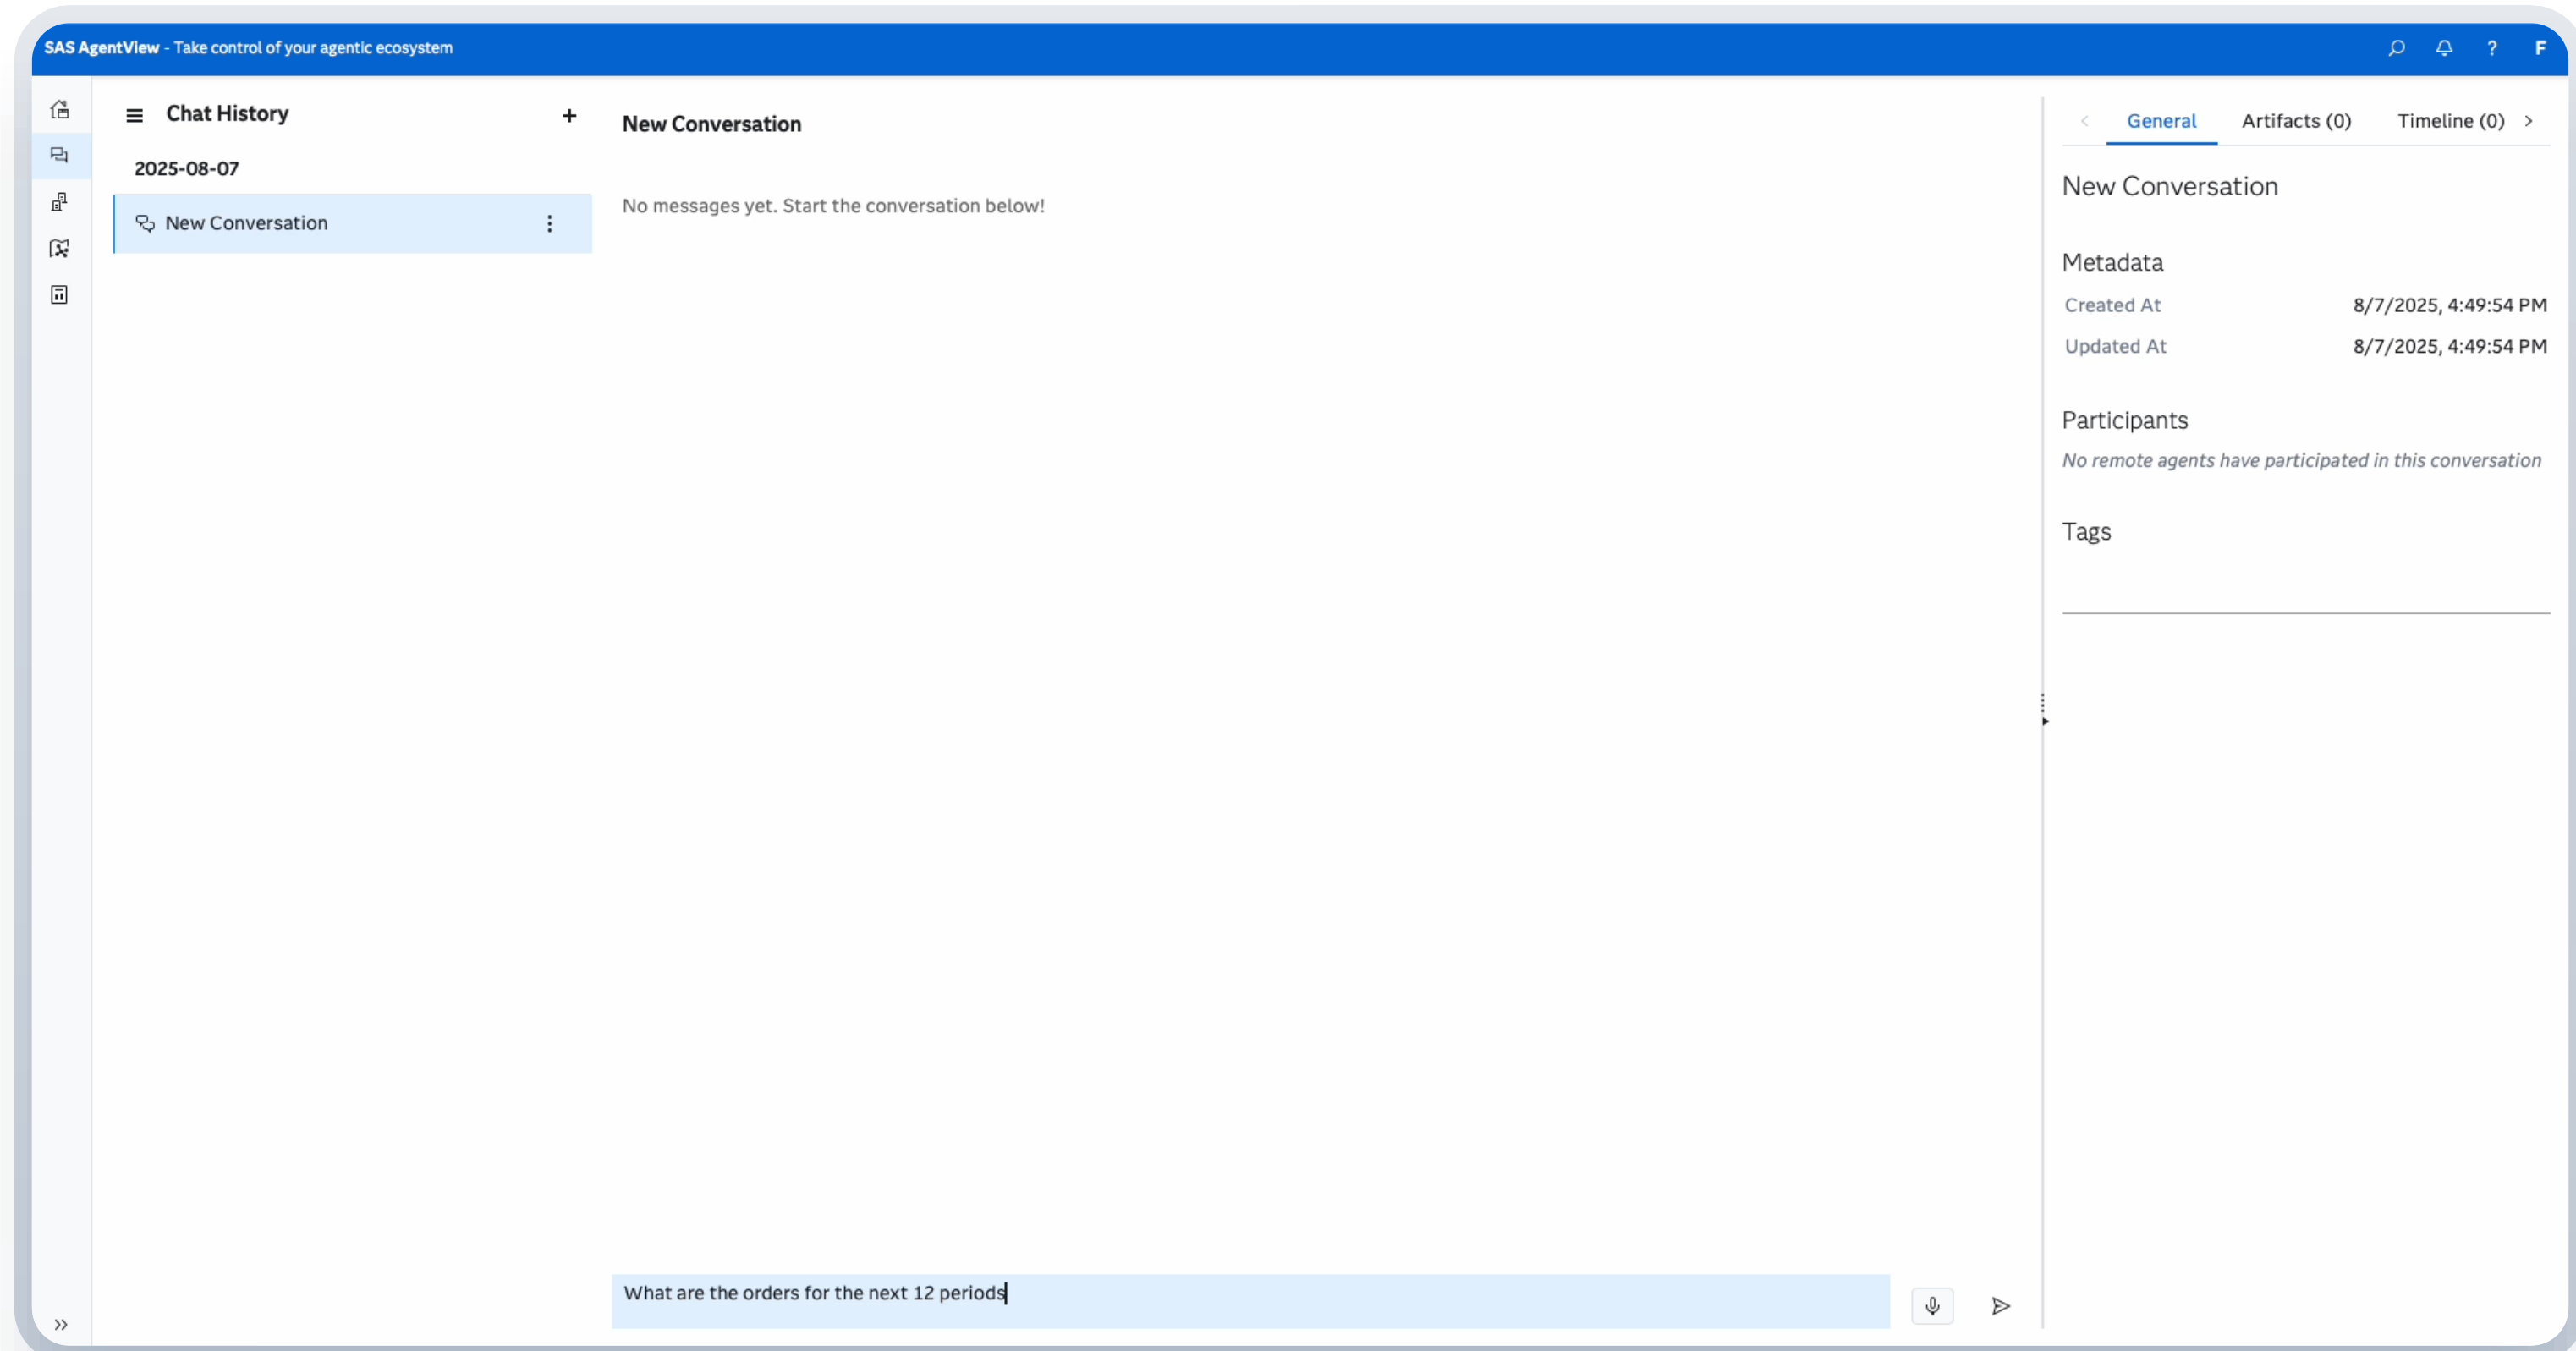 SAS AgentView - Take control of your agentic ecosystem
? F
Chat History +
2025-08-07
New Conversation
New Conversation
No messages yet. Start the conversation below!
What are the orders for the next 12 periods
General Artifacts (0) Timeline (0)
New Conversation
Metadata
Created At 8/7/2025, 4:49:54 PM
Updated At 8/7/2025, 4:49:54 PM
Participants
No remote agents have participated in this conversation
Tags